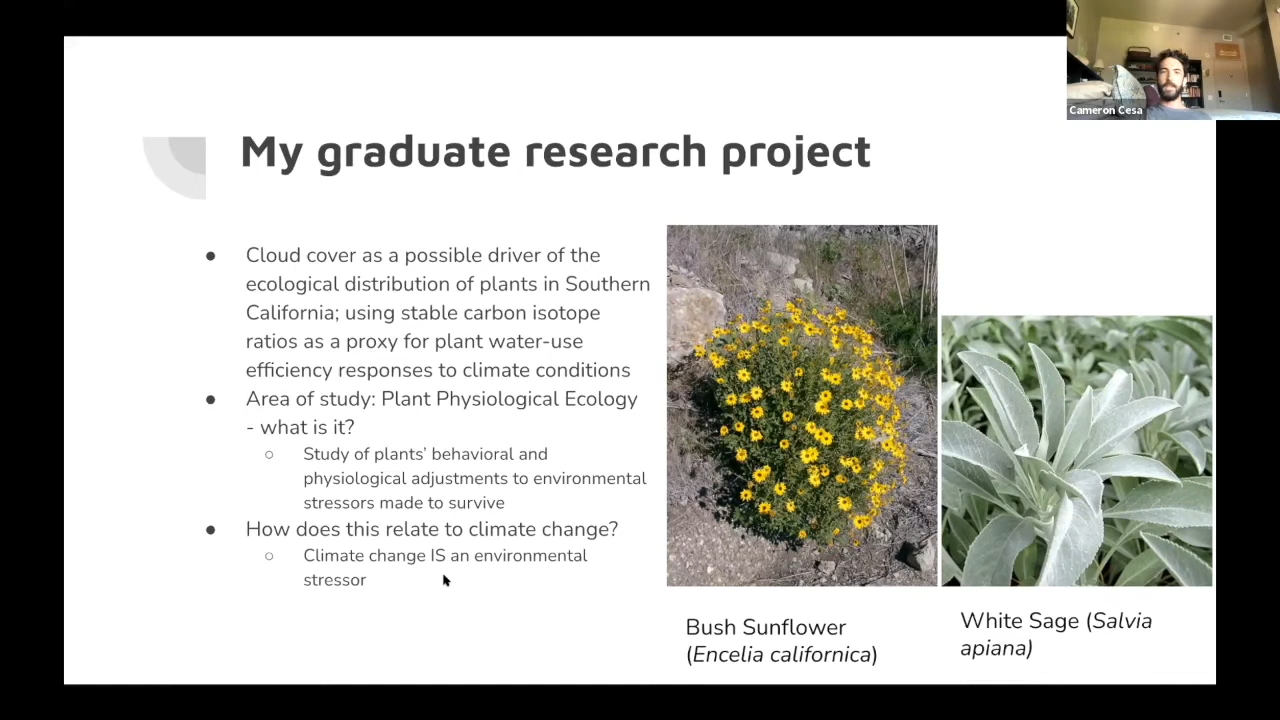 Cameron Cesa
My graduate research project
● Cloud cover as a possible driver of the
ecological distribution of plants in Southern
California; using stable carbon isotope
ratios as a proxy for plant water-use
efficiency responses to climate conditions
● Area of study: Plant Physiological Ecology
- what is it?
○ Study of plants’ behavioral and
physiological adjustments to environmental
stressors made to survive
● How does this relate to climate change?
○ Climate change IS an environmental
stressor
Bush Sunflower
(Encelia californica)
White Sage (Salvia
apiana)